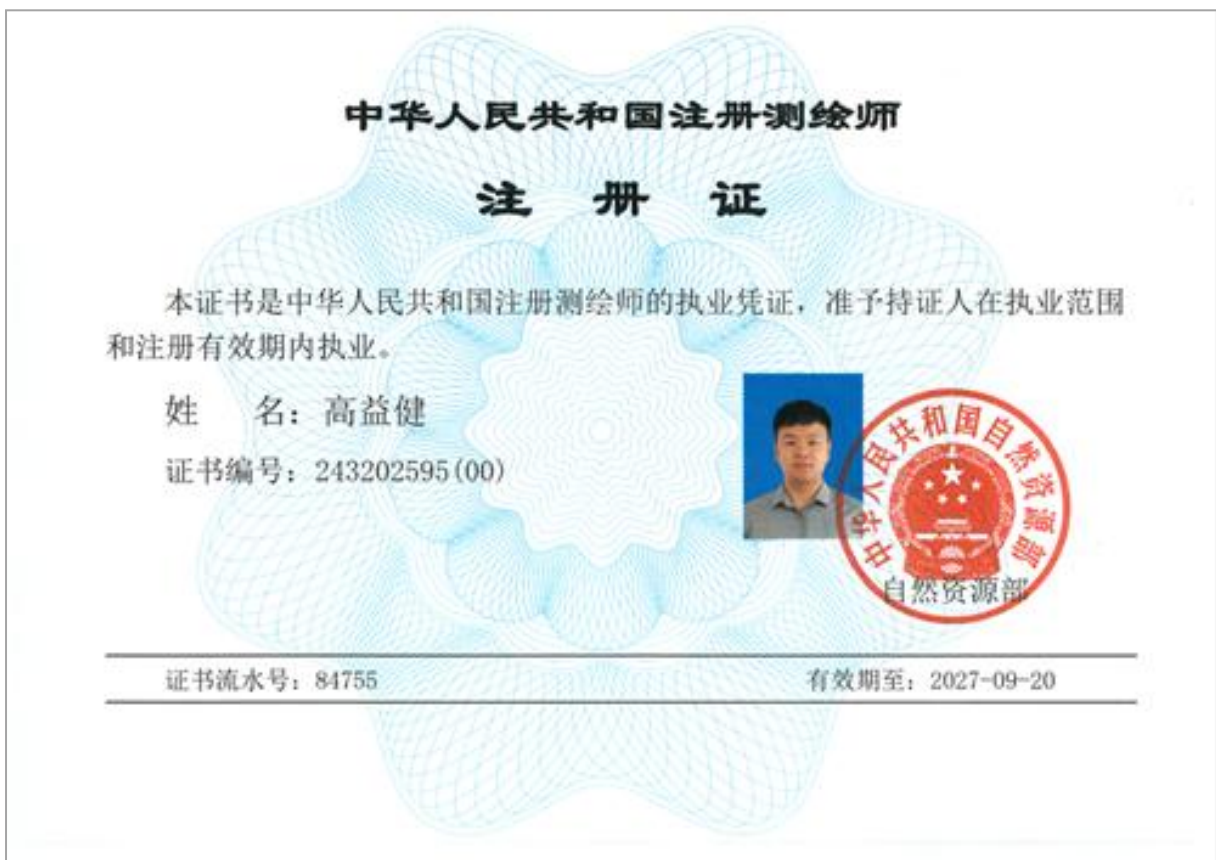 中华人民共和国注册测绘师
注 册 证
本证书是中华人民共和国注册测绘师的执业凭证，准予持证人在执业范围
和注册有效期内执业。
姓 名：高益健
证书编号：243202595(00)
中华人民共和国自然资源部
自然资源部
证书流水号：84755
有效期至：2027-09-20